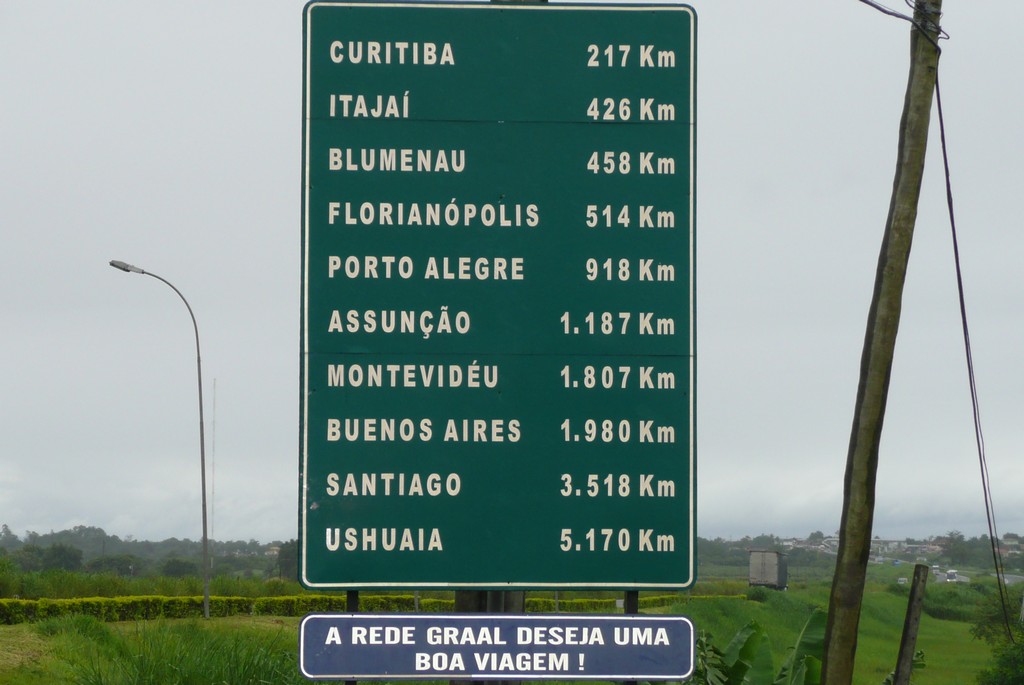 CURITIBA 217 Km
ITAJAÍ 426 Km
BLUMENAU 458 Km
FLORIANÓPOLIS 514 Km
PORTO ALEGRE 918 Km
ASSUNÇÃO 1.187 Km
MONTEVIDÉU 1.807 Km
BUENOS AIRES 1.980 Km
SANTIAGO 3.518 Km
USHUAIA 5.170 Km
A REDE GRAAL DESEJA UMA
BOA VIAGEM !